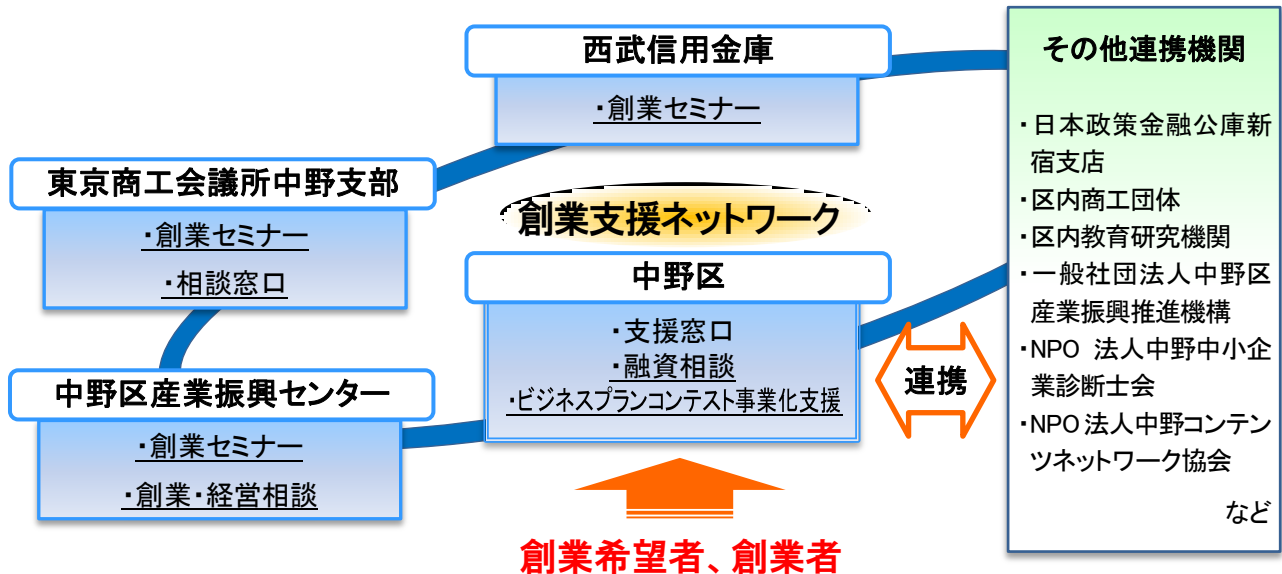 西武信用金庫
・創業セミナー
東京商工会議所中野支部
・創業セミナー
・相談窓口
創業支援ネットワーク
中野区
・支援窓口
・融資相談
・ビジネスプランコンテスト事業化支援
中野区産業振興センター
・創業セミナー
・創業・経営相談
連携
創業希望者、創業者
その他連携機関
・日本政策金融公庫新
宿支店
・区内商工団体
・区内教育研究機関
・一般社団法人中野区
産業振興推進機構
・NPO 法人中野中小企
業診断士会
・NPO法人中野コンテン
ツネットワーク協会
など